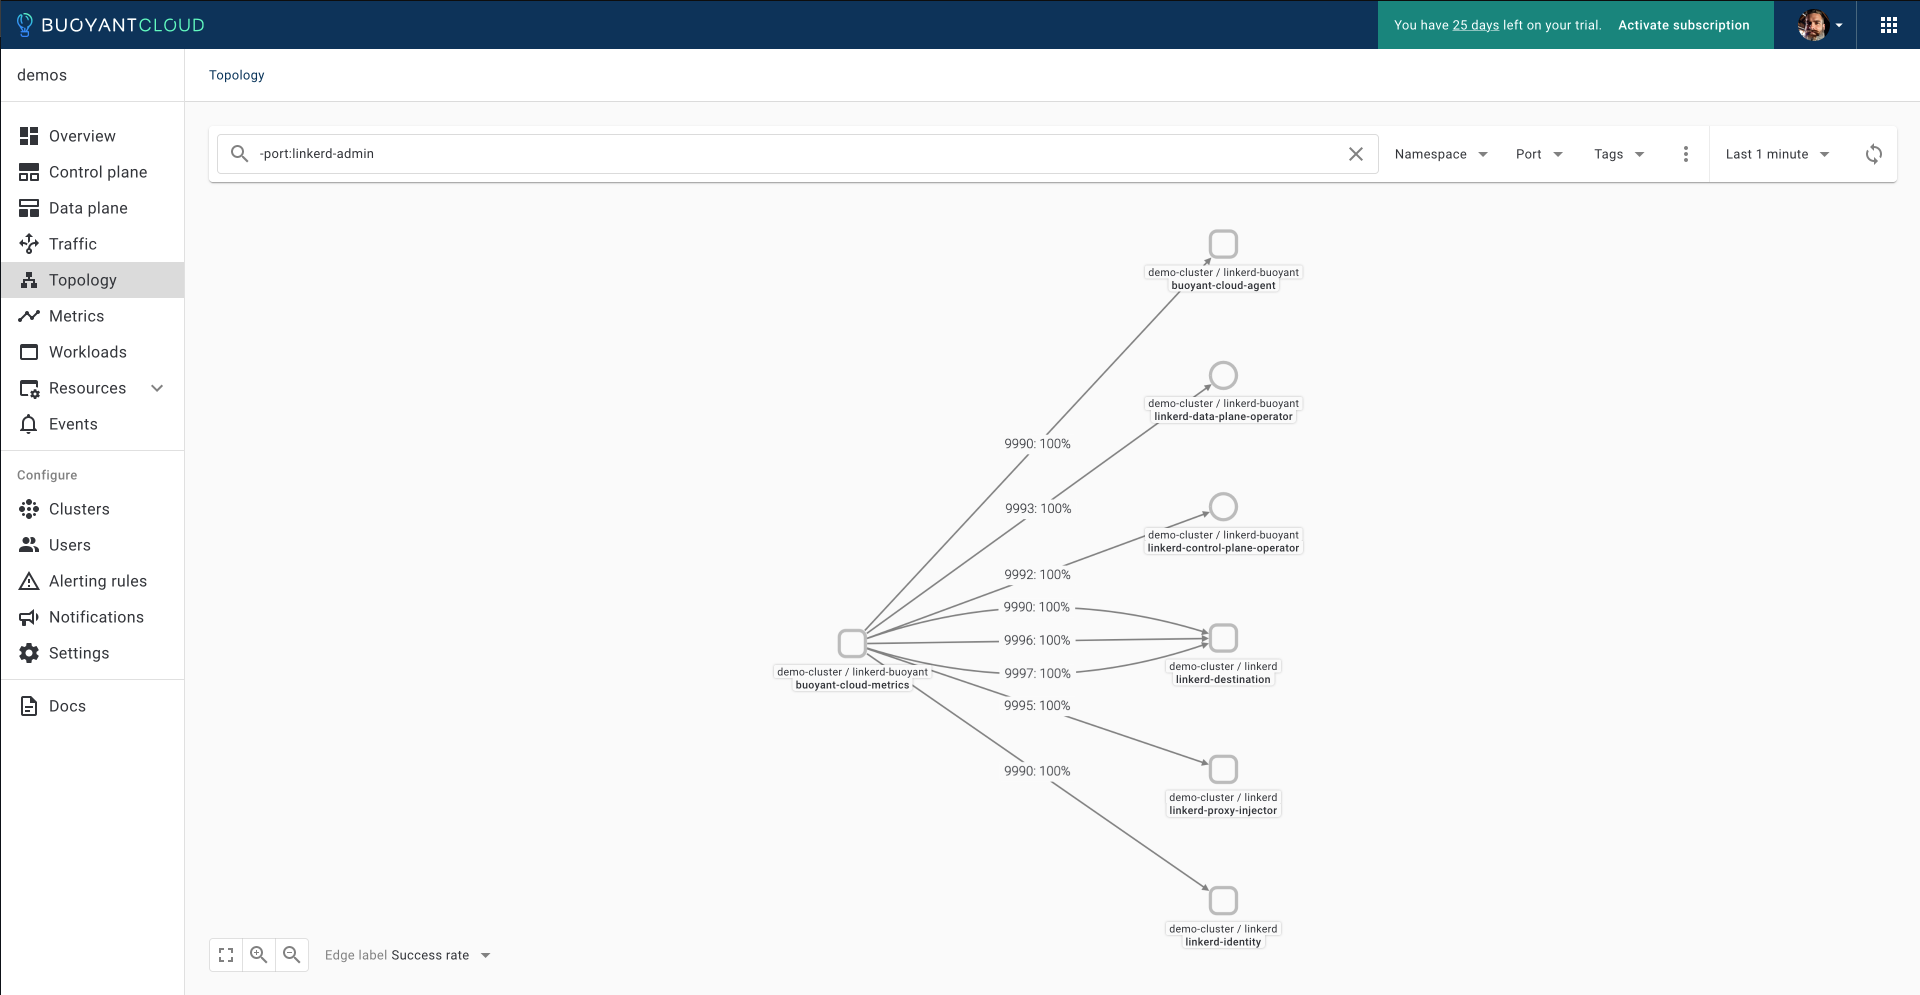 BUOYANTCLOUD
You have 25 days left on your trial. Activate subscription
demos
Topology
Overview
Control plane
Data plane
Traffic
Topology
Metrics
Workloads
Resources
Events
Configure
Clusters
Users
Alerting rules
Notifications
Settings
Docs
-port:linkerd-admin
Namespace
Port
Tags
Last 1 minute
demo-cluster / linkerd-buoyant
buoyant-cloud-agent
demo-cluster / linkerd-buoyant
linkerd-data-plane-operator
9990: 100%
9993: 100%
demo-cluster / linkerd-buoyant
linkerd-control-plane-operator
9992: 100%
9990: 100%
9996: 100%
9997: 100%
demo-cluster / linkerd
linkerd-destination
demo-cluster / linkerd-buoyant
buoyant-cloud-metrics
9995: 100%
9990: 100%
demo-cluster / linkerd
linkerd-proxy-injector
demo-cluster / linkerd
linkerd-identity
Edge label Success rate